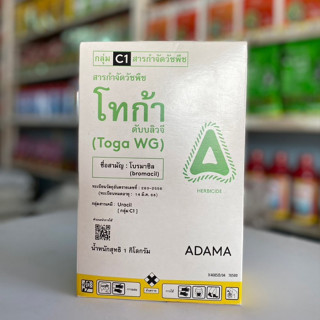 กลุ่ม C1 สารกำจัดวัชพืช
สารกำจัดวัชพืช
โทก้า
ดับบลิวจี
(Toga WG)
ชื่อสามัญ : โบรมาซิล
(bromacil)
กลุ่มสารเคมี : Uracil
(กลุ่ม C1)
น้ำหนักสุทธิ 1 กิโลกรัม
HERBICIDE
ADAMA